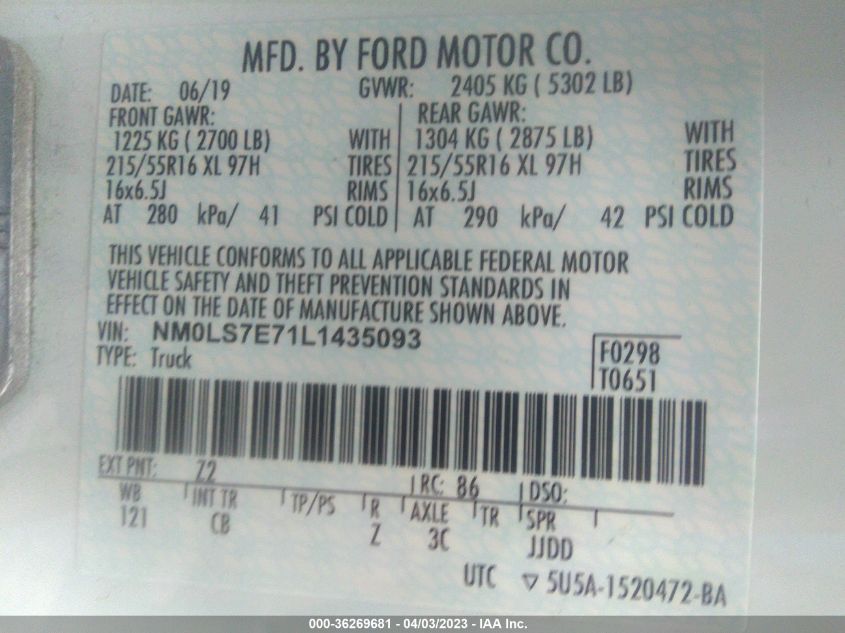 MFD. BY FORD MOTOR CO.
DATE: 06/19 GVWR: 2405 KG ( 5302 LB)
FRONT GAWR: REAR GAWR:
1225 KG ( 2700 LB) WITH 1304 KG ( 2875 LB) WITH
215/55R16 XL 97H TIRES 215/55R16 XL 97H TIRES
16x6.5J RIMS 16x6.5J RIMS
AT 280 kPa/ 41 PSI COLD AT 290 kPa/ 42 PSI COLD
THIS VEHICLE CONFORMS TO ALL APPLICABLE FEDERAL MOTOR
VEHICLE SAFETY AND THEFT PREVENTION STANDARDS IN
EFFECT ON THE DATE OF MANUFACTURE SHOWN ABOVE.
VIN: NM0LS7E71L1435093
TYPE: Truck
F0298
T0651
EXT PNT: Z2 RC: 86 DSO:
WB INT TR TP/PS R AXLE TR SPR
121 CB Z 3C JJDD
UTC ▽ 5U5A-1520472-BA
000-36269681 - 04/03/2023 - IAA Inc.